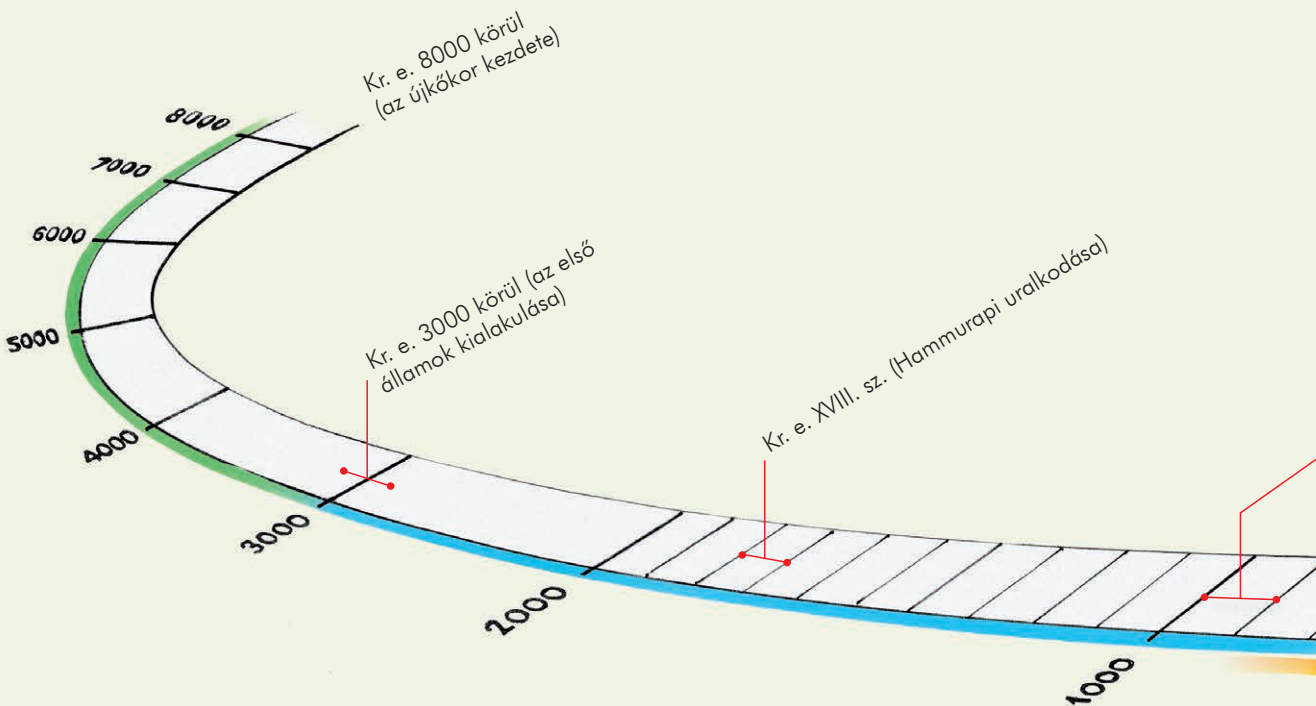 Kr. e. 8000 körül
(az újkőkor kezdete)
8000
7000
6000
5000
4000
3000
2000
1000
Kr. e. 3000 körül (az első
államok kialakulása)
Kr. e. XVIII. sz. (Hammurapi uralkodása)